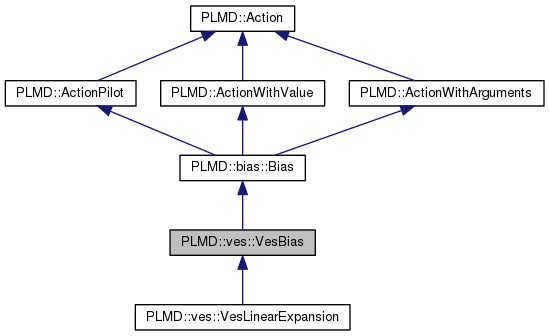 PLMD::Action
PLMD::ActionPilot
PLMD::ActionWithValue
PLMD::ActionWithArguments
PLMD::bias::Bias
PLMD::ves::VesBias
PLMD::ves::VesLinearExpansion